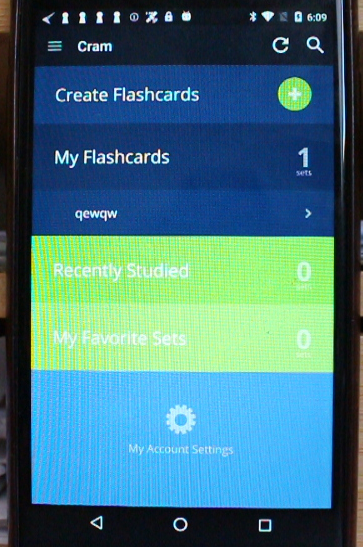 6:09
Cram
Create Flashcards
My Flashcards
1
sets
qewqw
Recently Studied
0
sets
My Favorite Sets
0
sets
My Account Settings